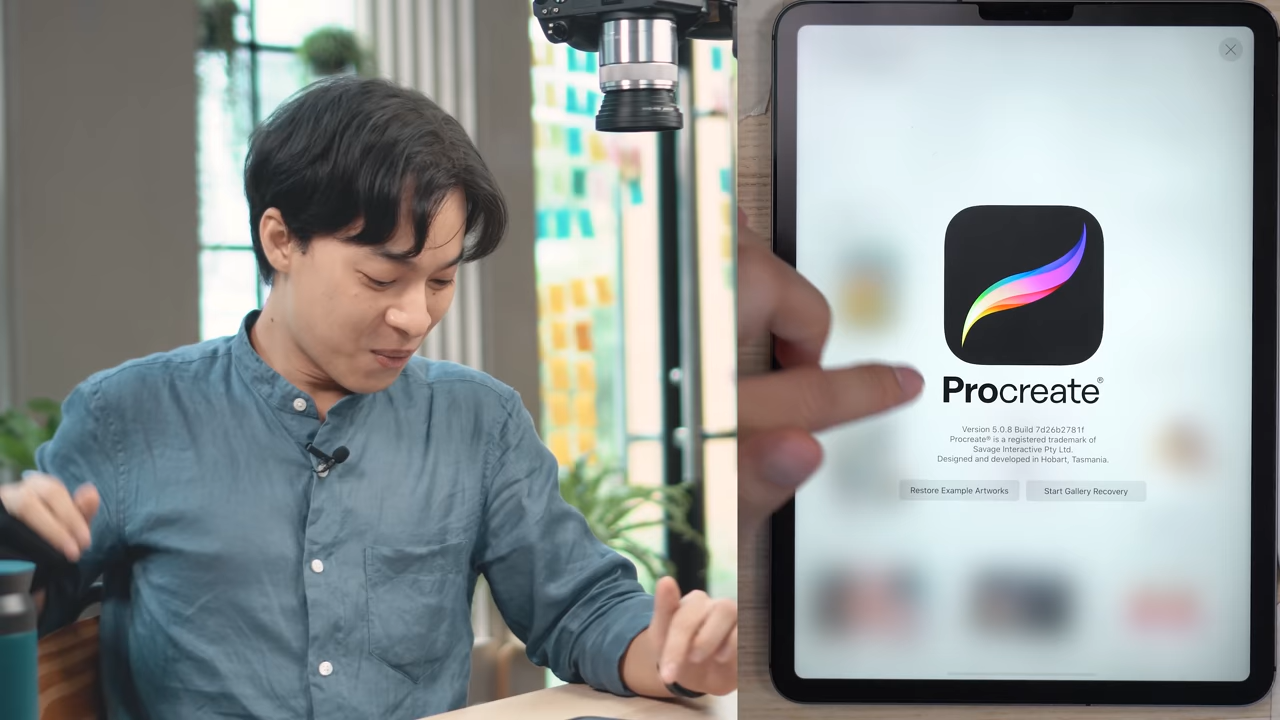 Procreate®
Version 5.0.8 Build 7d26b2781f
Procreate® is a registered trademark of
Savage Interactive Pty Ltd.
Designed and developed in Hobart, Tasmania.
Restore Example Artworks
Start Gallery Recovery